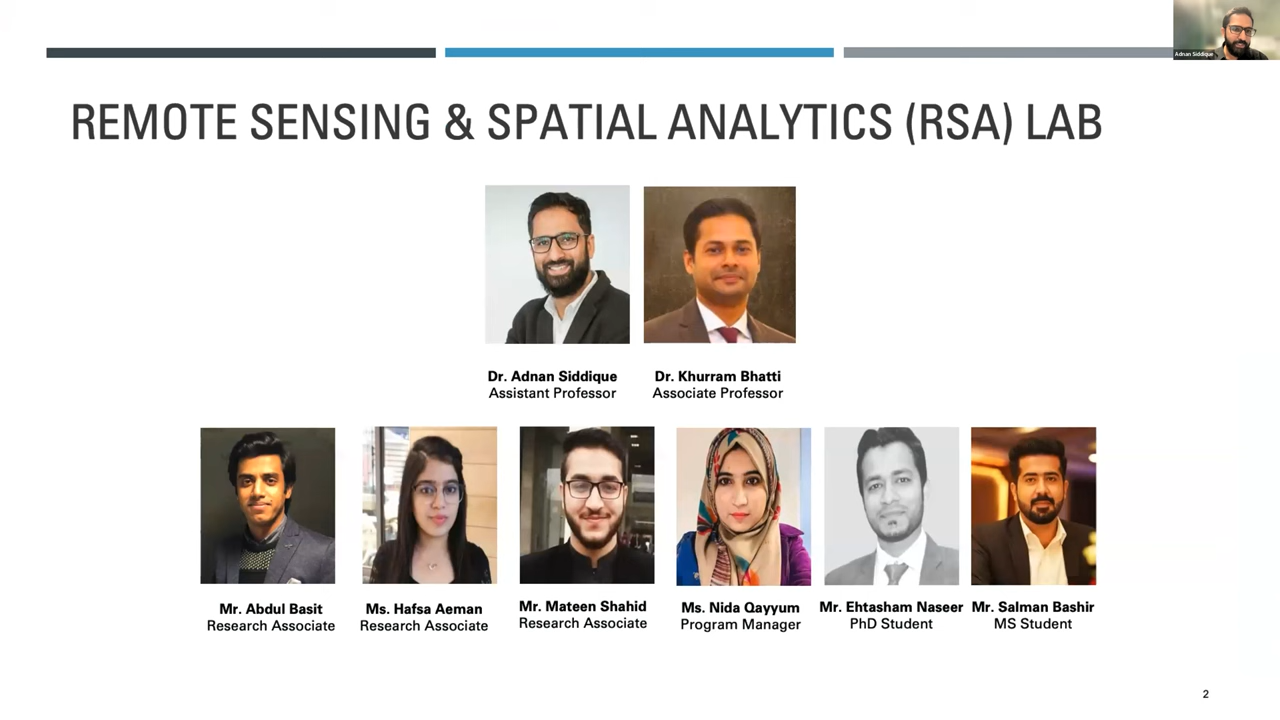 Adnan Siddique
REMOTE SENSING & SPATIAL ANALYTICS (RSA) LAB
Dr. Adnan Siddique
Assistant Professor
Dr. Khurram Bhatti
Associate Professor
Mr. Abdul Basit
Research Associate
Ms. Hafsa Aeman
Research Associate
Mr. Mateen Shahid
Research Associate
Ms. Nida Qayyum
Program Manager
Mr. Ehtasham Naseer
PhD Student
Mr. Salman Bashir
MS Student
2